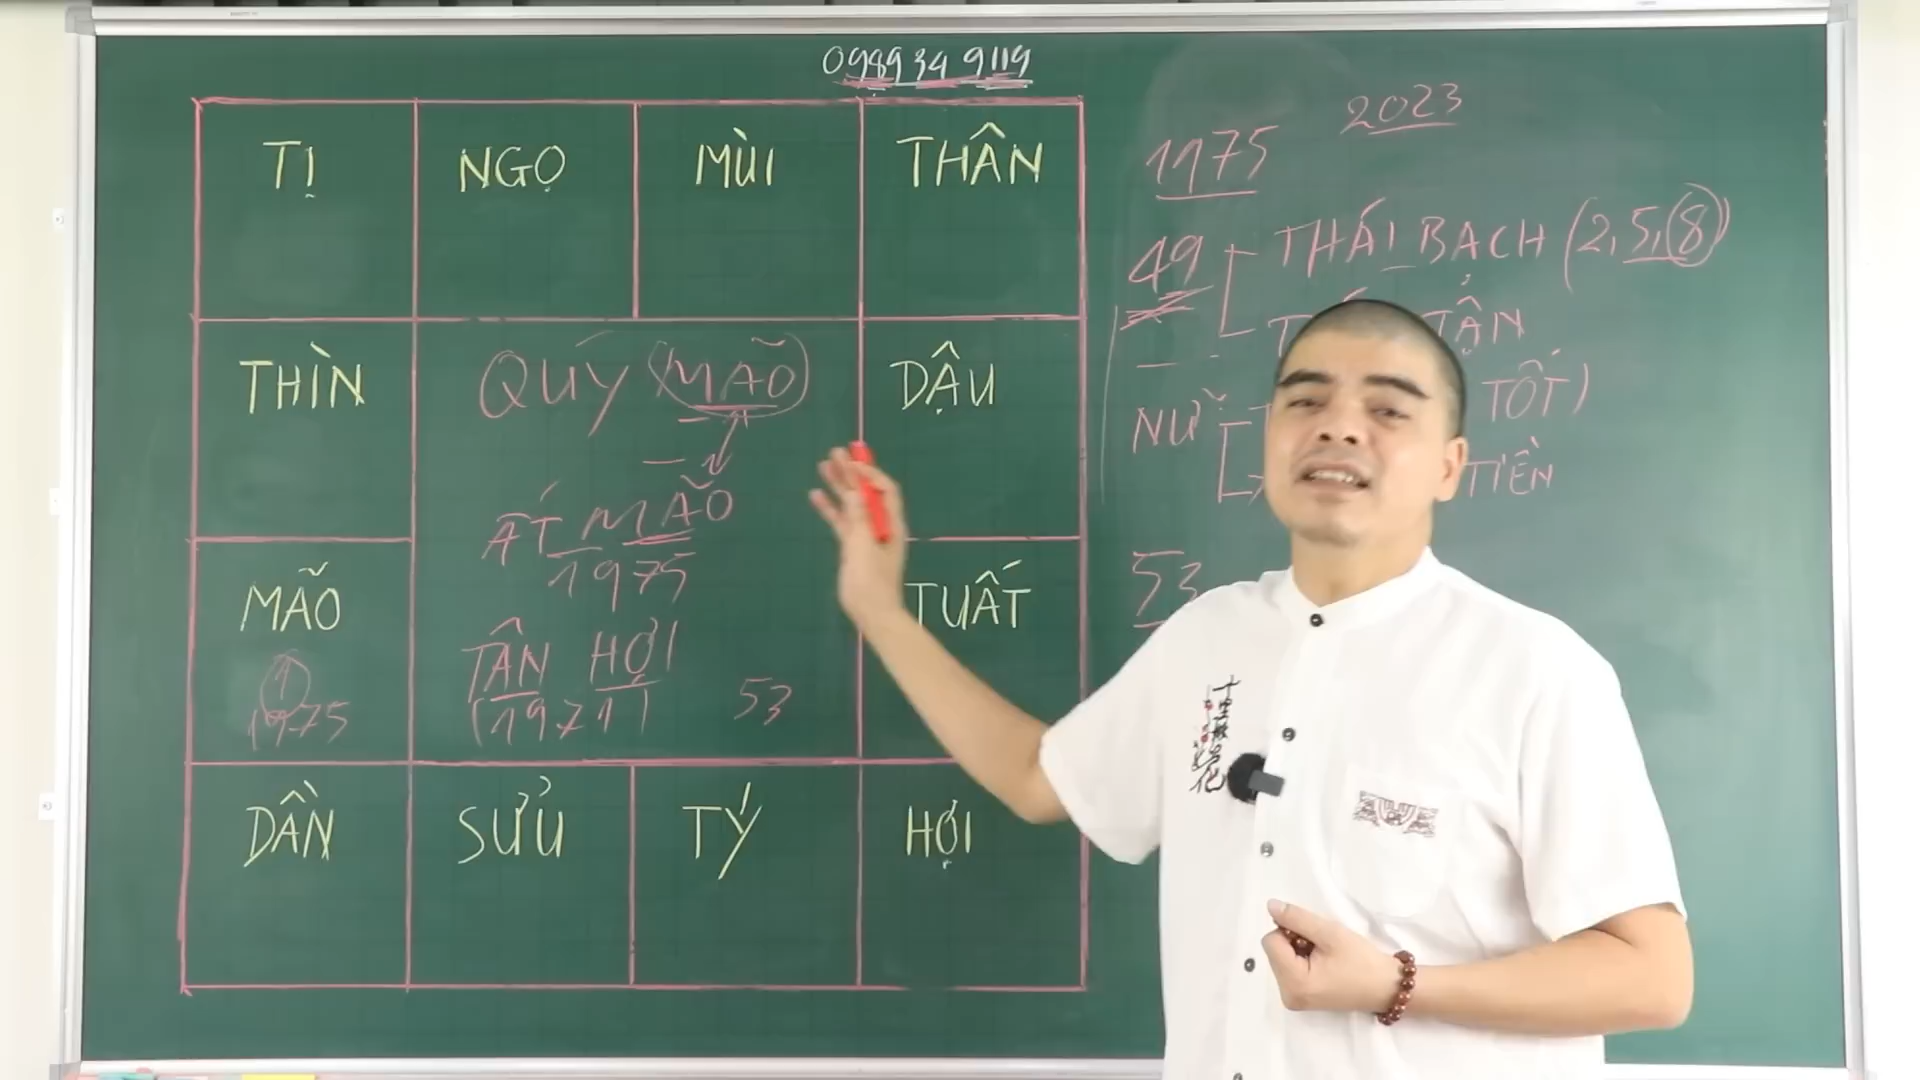 0989 34 9119
TỊ NGỌ MÙI THÂN
THÌN DẬU
MÃO TUẤT
DẦN SỬU TÝ HỢI
QUÝ (MÃO)
ẤT MÃO
1975
TÂN HỢI
(1971) 53
1975
2023
1975
49 THÁI BẠCH (2,5,8)
TẬN
NỮ TỐT)
TIỀN
53